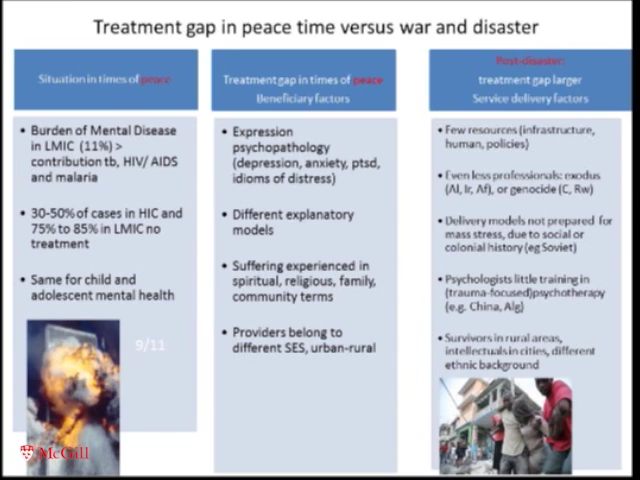 Treatment gap in peace time versus war and disaster
Situation in times of peace
• Burden of Mental Disease
in LMIC (11%) >
contribution tb, HIV/ AIDS
and malaria
• 30-50% of cases in HIC and
75% to 85% in LMIC no
treatment
• Same for child and
adolescent mental health
9/11
McGill
Treatment gap in times of peace
Beneficiary factors
• Expression
psychopathology
(depression, anxiety, ptsd,
idioms of distress)
• Different explanatory
models
• Suffering experienced in
spiritual, religious, family,
community terms
• Providers belong to
different SES, urban-rural
Post-disaster:
treatment gap larger
Service delivery factors
• Few resources (infrastructure,
human, policies)
• Even less professionals: exodus
(Al, Ir, Af), or genocide (C, Rw)
• Delivery models not prepared for
mass stress, due to social or
colonial history (eg Soviet)
• Psychologists little training in
(trauma-focused)psychotherapy
(e.g. China, Alg)
• Survivors in rural areas,
intellectuals in cities, different
ethnic background